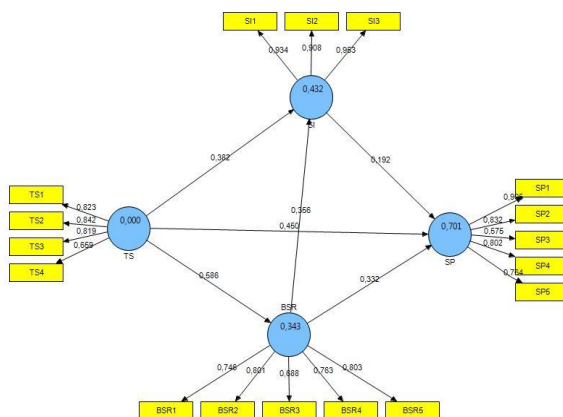 SI1 SI2 SI3
0,934 0,908 0,953
0,432
SI
0,382 0,192
0,356
TS1 0,823
TS2 0,842
TS3 0,819
TS4 0,659
0,000
TS
0,450
0,701
SP
SP1
0,832 SP2
0,575 SP3
0,802 SP4
0,764 SP5
0,586 0,332
BSR
0,343
0,746 0,801 0,688 0,763 0,803
BSR1 BSR2 BSR3 BSR4 BSR5